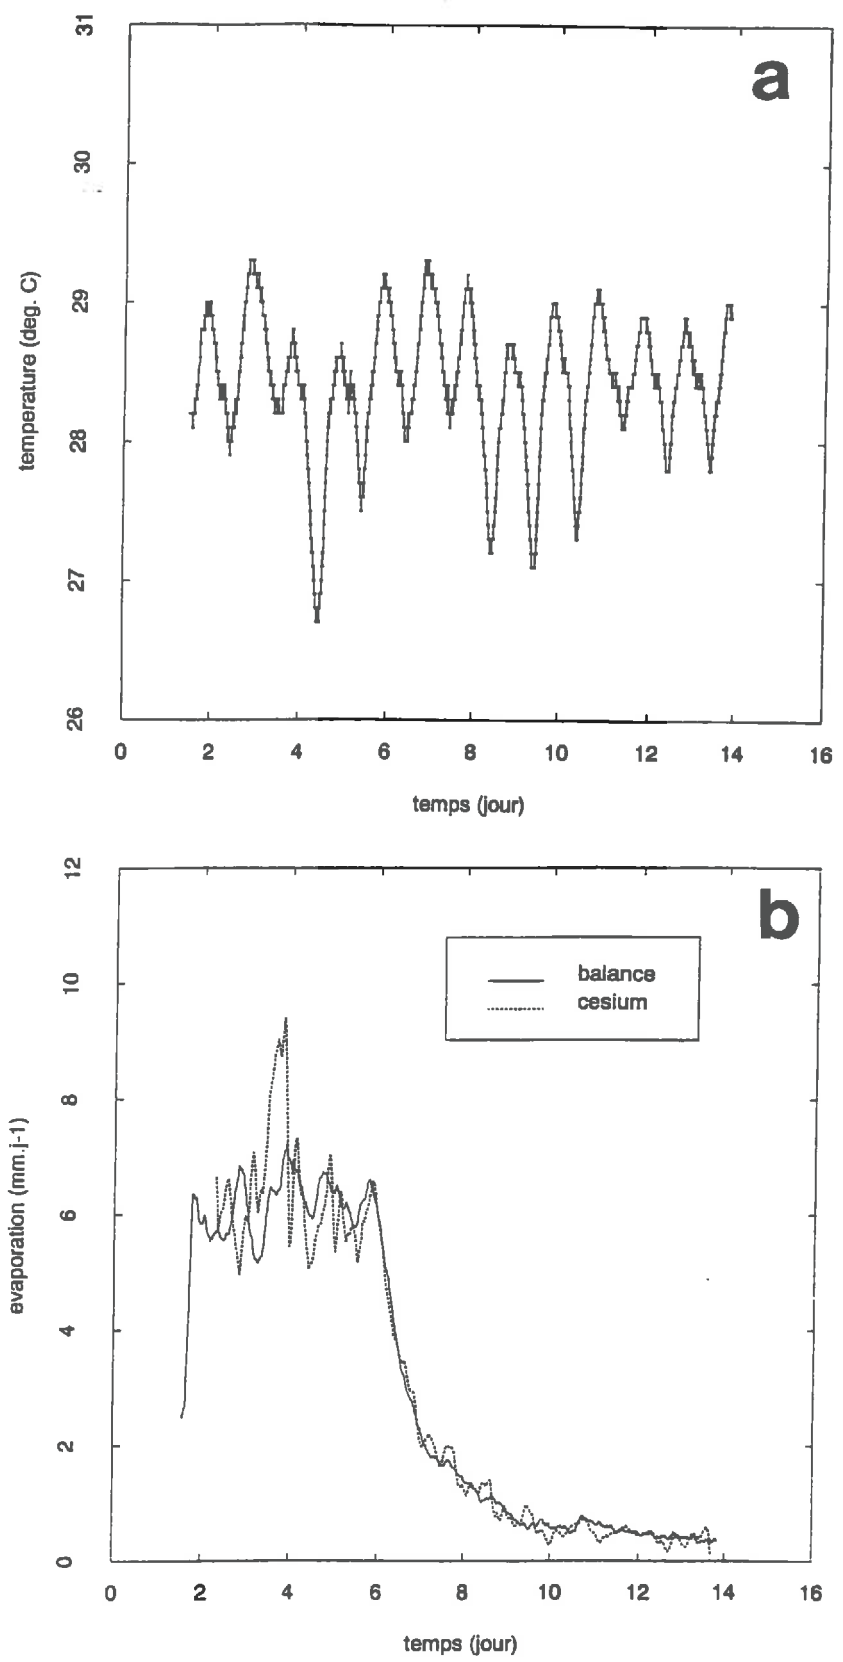 a
31
30
29
28
27
26
temperature (deg. C)
0 2 4 6 8 10 12 14 16
temps (jour)
b
balance
cesium
12
10
8
6
4
2
0
evaporation (mm.j-1)
0 2 4 6 8 10 12 14 16
temps (jour)